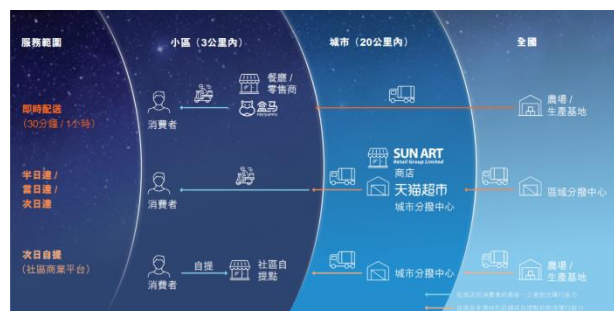 服務範圍
小區（3公里內）
城市（20公里內）
全國
即時配送
（30分鐘 / 1小時）
消費者
餐廳 /
零售商
盒马
農場 /
生產基地
半日達 /
當日達 /
次日達
消費者
SUN ART
Retail Group Limited
商店
天猫超市
城市分撥中心
區域分撥中心
次日自提
（社區商業平台）
消費者
自提
社區自
提點
城市分撥中心
農場 /
生產基地